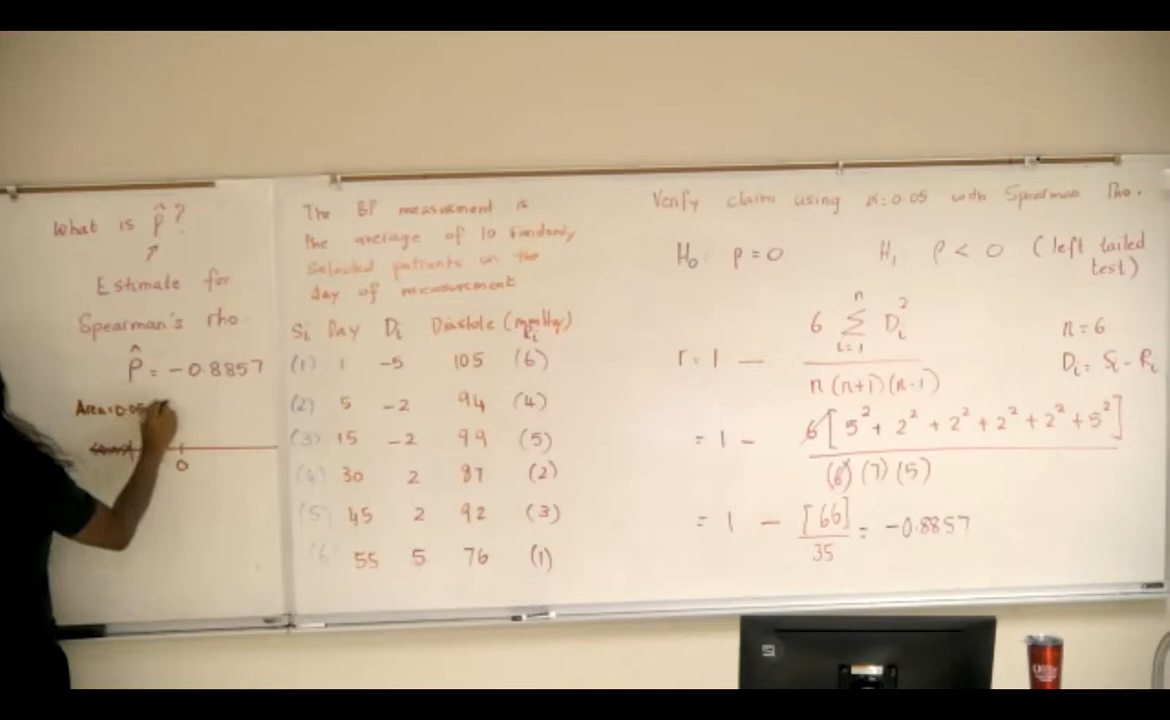 What is ρ̂?
↗
Estimate for
Spearman's rho.
ρ̂ = -0.8857
Area=0.05
0
The BP measurement is
the average of 10 randomly
selected patients on the
day of measurement
Si Day Di Diastole (mmHg) Ri
(1) 1 -5 105 (6)
(2) 5 -2 94 (4)
(3) 15 -2 99 (5)
(4) 30 2 87 (2)
(5) 45 2 92 (3)
(6) 55 5 76 (1)
Verify claim using α=0.05 with Spearman Rho.
H₀: ρ=0 H₁ ρ<0 (left tailed test)
r = 1 - 6 Σ(i=1 to n) Dᵢ² / n(n+1)(n-1)
n=6
Dᵢ = Sᵢ - Rᵢ
= 1 - 6[5² + 2² + 2² + 2² + 2² + 5²] / (6)(7)(5)
= 1 - [66]/35 = -0.8857